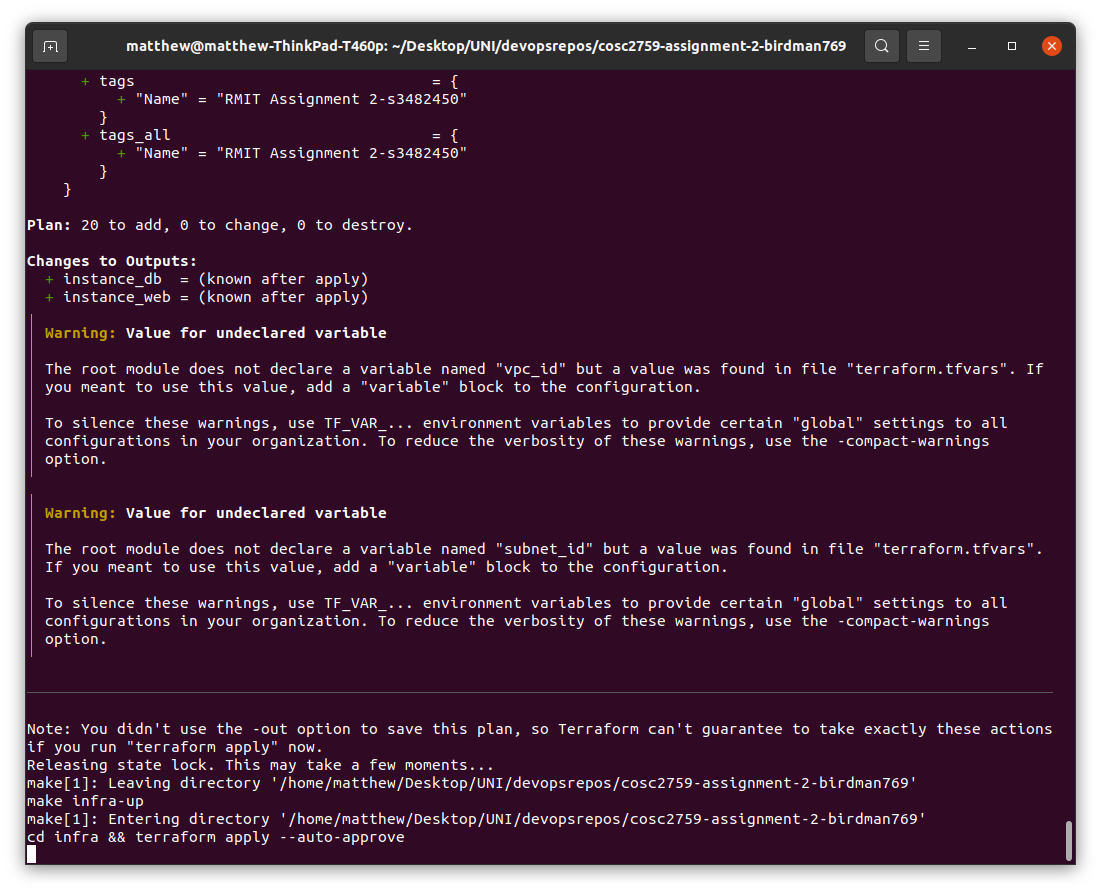 matthew@matthew-ThinkPad-T460p: ~/Desktop/UNI/devopsrepos/cosc2759-assignment-2-birdman769
+ tags = {
+ "Name" = "RMIT Assignment 2-s3482450"
}
+ tags_all = {
+ "Name" = "RMIT Assignment 2-s3482450"
}
}
Plan: 20 to add, 0 to change, 0 to destroy.
Changes to Outputs:
+ instance_db = (known after apply)
+ instance_web = (known after apply)
Warning: Value for undeclared variable
The root module does not declare a variable named "vpc_id" but a value was found in file "terraform.tfvars". If
you meant to use this value, add a "variable" block to the configuration.
To silence these warnings, use TF_VAR_... environment variables to provide certain "global" settings to all
configurations in your organization. To reduce the verbosity of these warnings, use the -compact-warnings
option.
Warning: Value for undeclared variable
The root module does not declare a variable named "subnet_id" but a value was found in file "terraform.tfvars".
If you meant to use this value, add a "variable" block to the configuration.
To silence these warnings, use TF_VAR_... environment variables to provide certain "global" settings to all
configurations in your organization. To reduce the verbosity of these warnings, use the -compact-warnings
option.
Note: You didn't use the -out option to save this plan, so Terraform can't guarantee to take exactly these actions
if you run "terraform apply" now.
Releasing state lock. This may take a few moments...
make[1]: Leaving directory '/home/matthew/Desktop/UNI/devopsrepos/cosc2759-assignment-2-birdman769'
make infra-up
make[1]: Entering directory '/home/matthew/Desktop/UNI/devopsrepos/cosc2759-assignment-2-birdman769'
cd infra && terraform apply --auto-approve